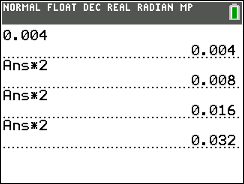 NORMAL FLOAT DEC REAL RADIAN MP
0.004
0.004
Ans*2
0.008
Ans*2
0.016
Ans*2
0.032